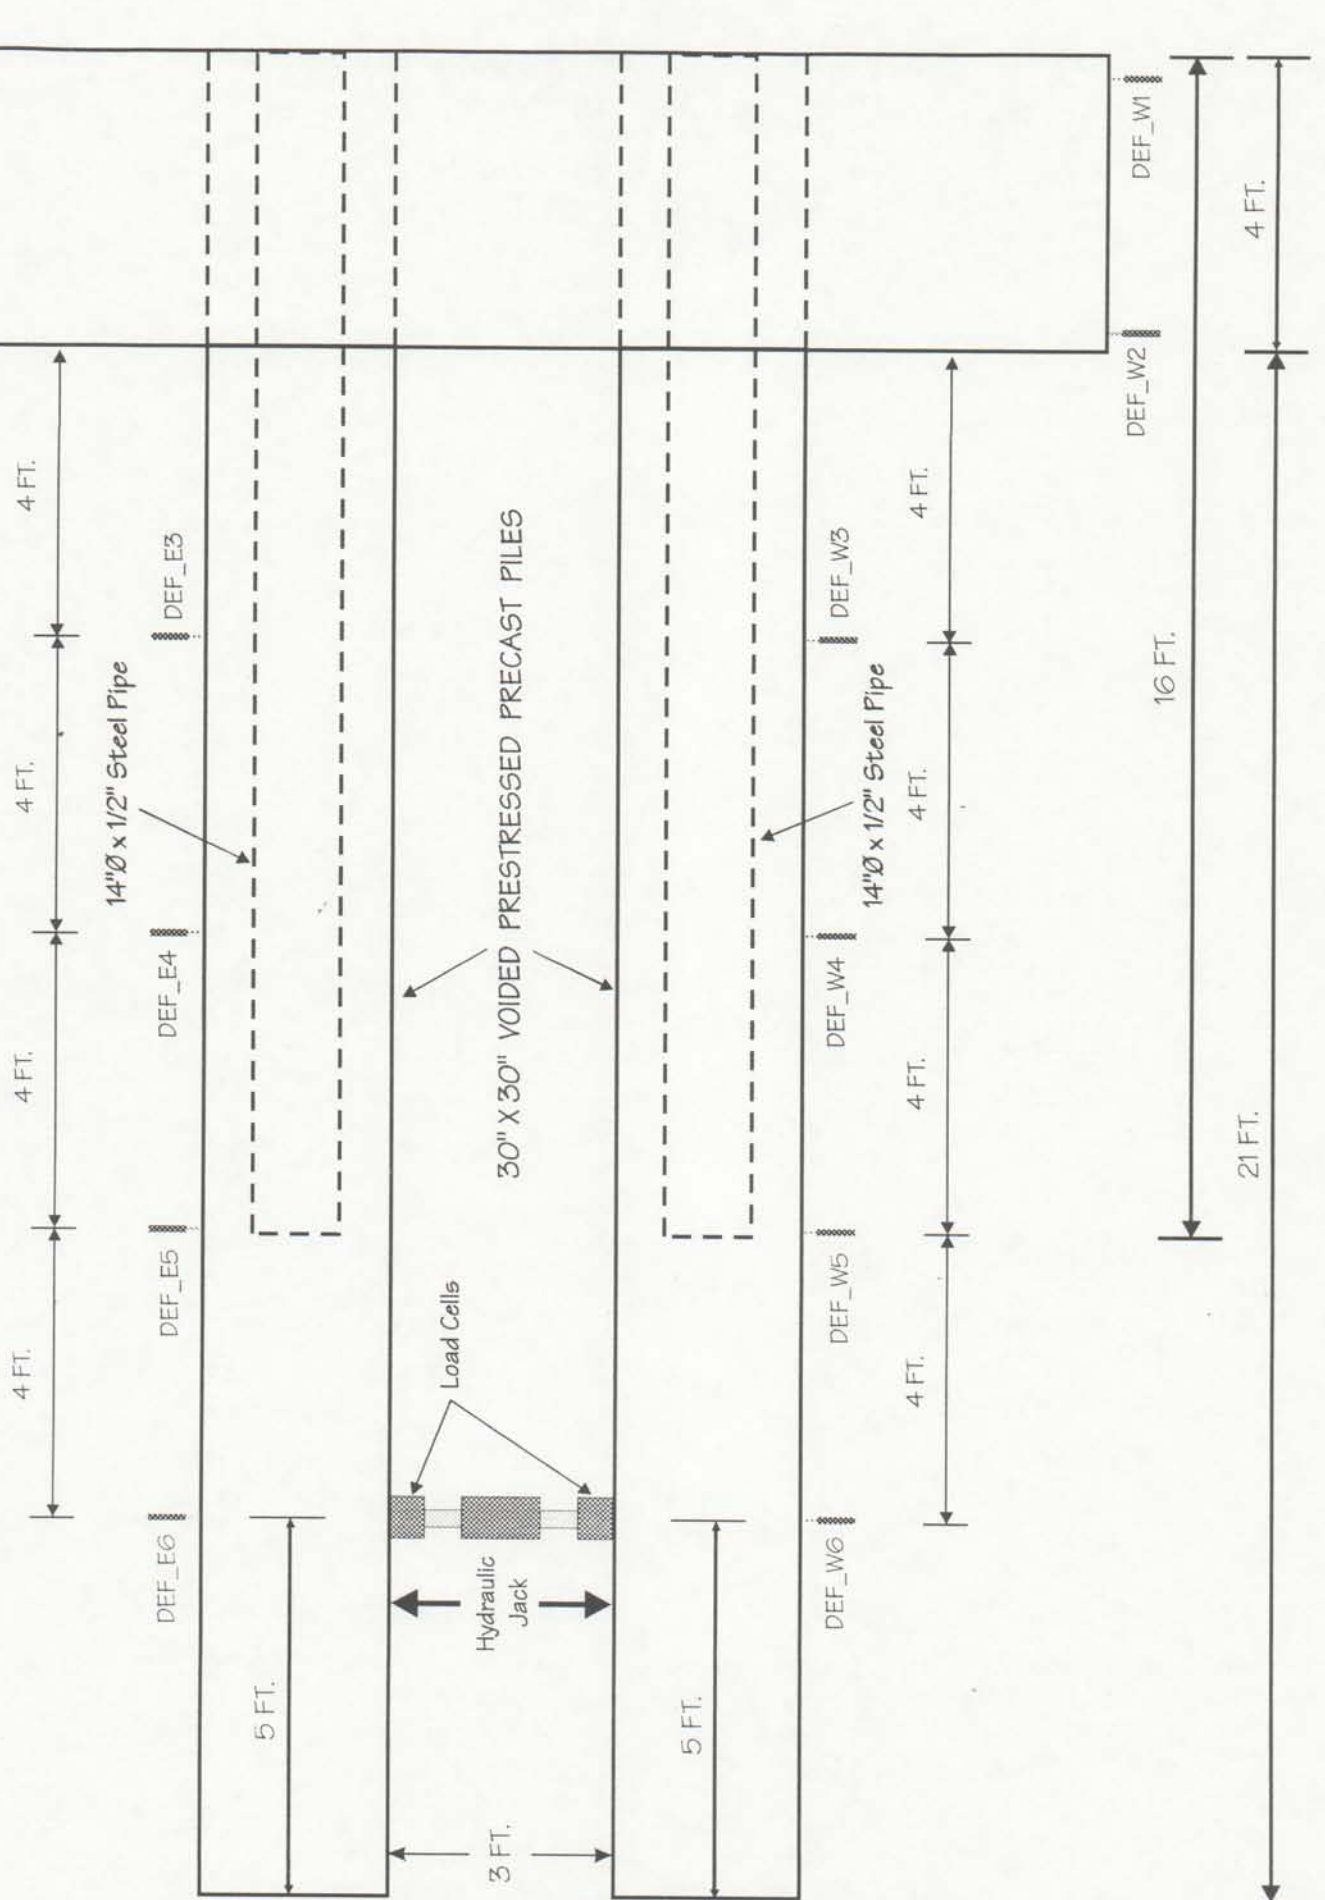 4 FT.
4 FT.
4 FT.
4 FT.
DEF_E3
DEF_E4
DEF_E5
DEF_E6
14"Ø x 1/2" Steel Pipe
5 FT.
30" X 30" VOIDED PRESTRESSED PRECAST PILES
Load Cells
Hydraulic
Jack
3 FT.
5 FT.
DEF_W3
DEF_W4
DEF_W5
DEF_W6
14"Ø x 1/2" Steel Pipe
4 FT.
4 FT.
4 FT.
4 FT.
DEF_W1
DEF_W2
16 FT.
4 FT.
21 FT.